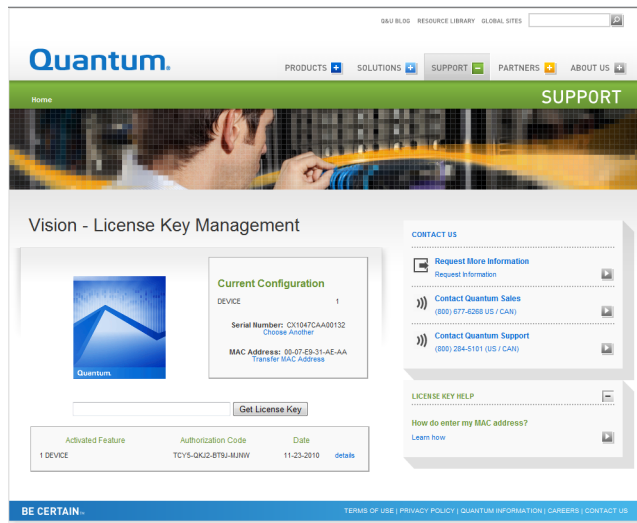 Q&U BLOG RESOURCE LIBRARY GLOBAL SITES
Quantum.
PRODUCTS SOLUTIONS SUPPORT PARTNERS ABOUT US
Home
SUPPORT
Vision - License Key Management
CONTACT US
Request More Information
Request Information
Contact Quantum Sales
(800) 677-6268 US / CAN)
Contact Quantum Support
(800) 284-5101 (US / CAN)
Current Configuration
DEVICE 1
Serial Number: CX1047CAA00132
Choose Another
MAC Address: 00-07-E9-31-AE-AA
Transfer MAC Address
Quantum.
Get License Key
LICENSE KEY HELP
How do enter my MAC address?
Learn how
Activated Feature Authorization Code Date
1 DEVICE TCY5-QKJ2-BT9J-MJNW 11-23-2010 details
BE CERTAIN™
TERMS OF USE | PRIVACY POLICY | QUANTUM INFORMATION | CAREERS | CONTACT US